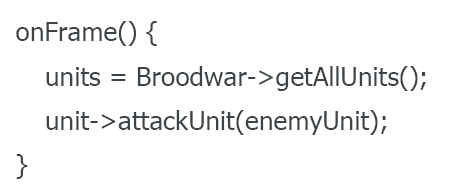 onFrame() {
units = Broodwar->getAllUnits();
unit->attackUnit(enemyUnit);
}